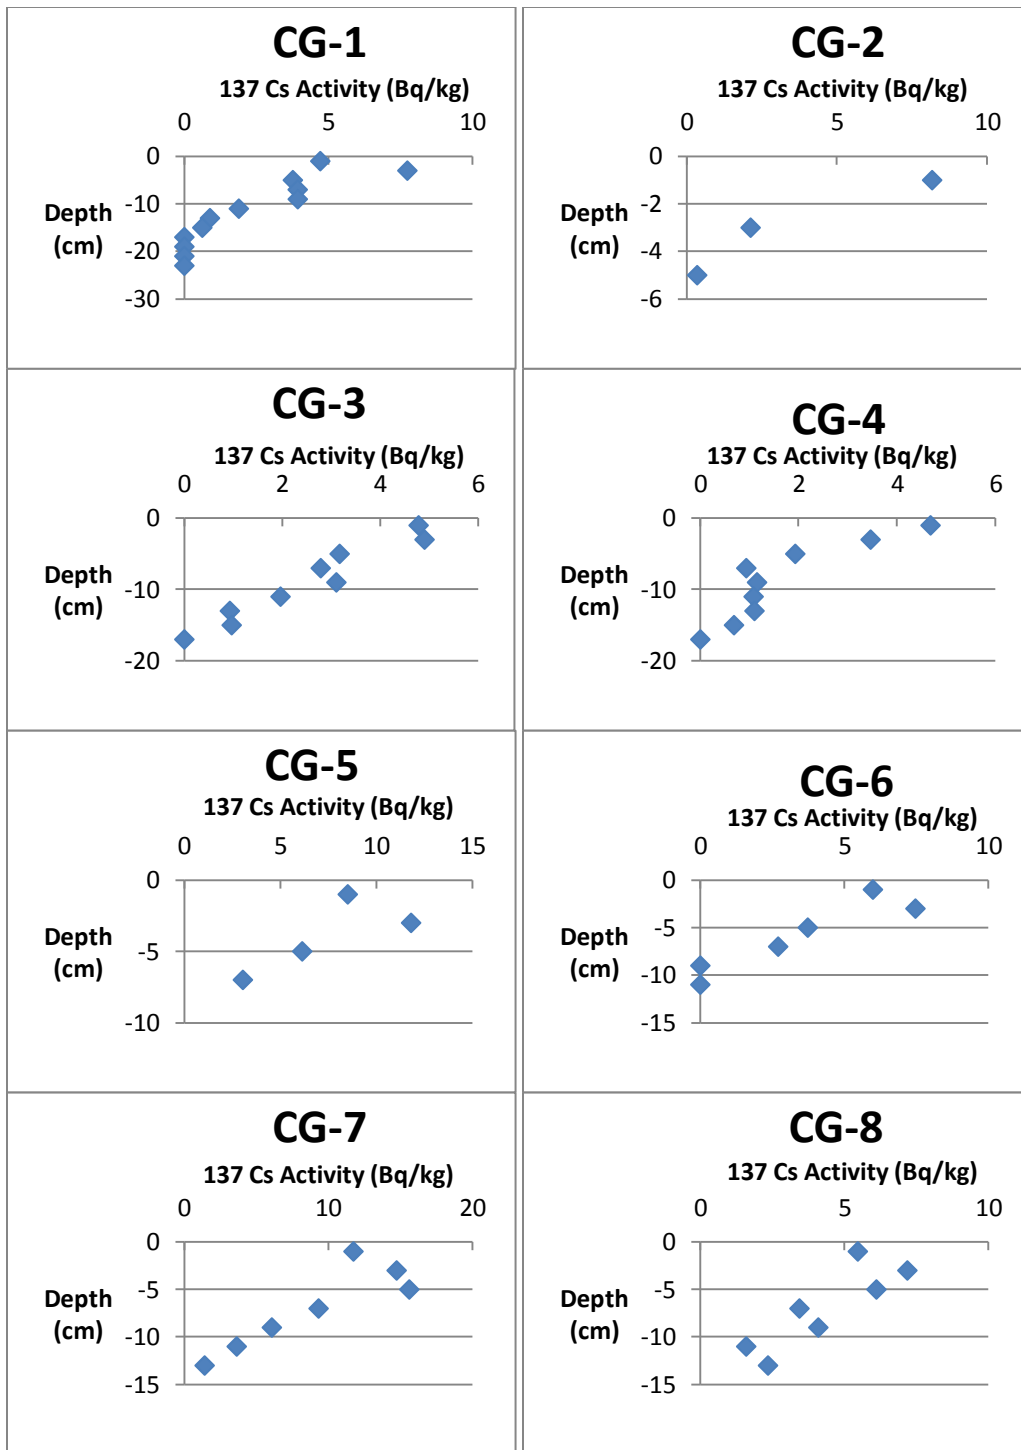 CG-1
137 Cs Activity (Bq/kg)
0 5 10
0
-10
-20
-30
Depth
(cm)
CG-2
137 Cs Activity (Bq/kg)
0 5 10
0
-2
-4
-6
Depth
(cm)
CG-3
137 Cs Activity (Bq/kg)
0 2 4 6
0
-10
-20
Depth
(cm)
CG-4
137 Cs Activity (Bq/kg)
0 2 4 6
0
-10
-20
Depth
(cm)
CG-5
137 Cs Activity (Bq/kg)
0 5 10 15
0
-5
-10
Depth
(cm)
CG-6
137 Cs Activity (Bq/kg)
0 5 10
0
-5
-10
-15
Depth
(cm)
CG-7
137 Cs Activity (Bq/kg)
0 10 20
0
-5
-10
-15
Depth
(cm)
CG-8
137 Cs Activity (Bq/kg)
0 5 10
0
-5
-10
-15
Depth
(cm)